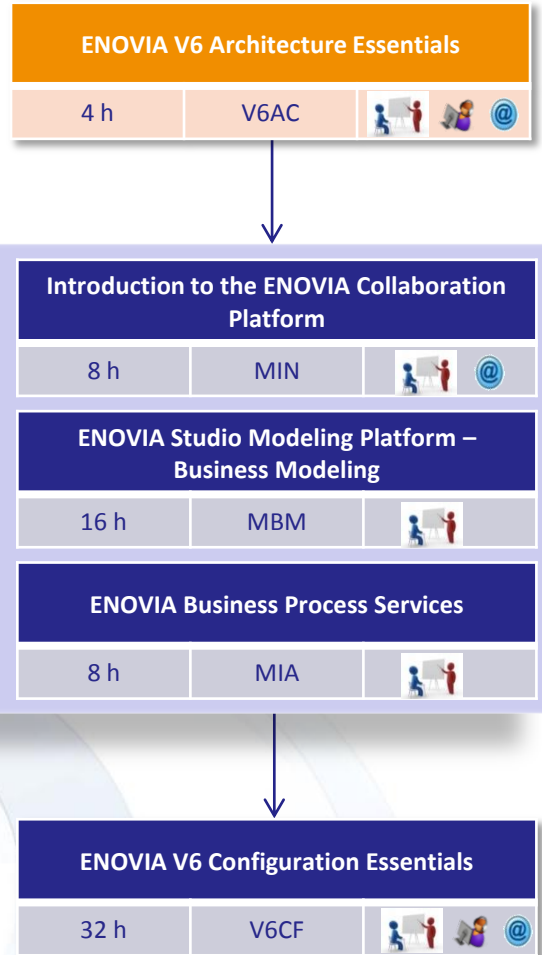 ENOVIA V6 Architecture Essentials
4 h V6AC @
Introduction to the ENOVIA Collaboration
Platform
8 h MIN @
ENOVIA Studio Modeling Platform –
Business Modeling
16 h MBM
ENOVIA Business Process Services
8 h MIA
ENOVIA V6 Configuration Essentials
32 h V6CF @